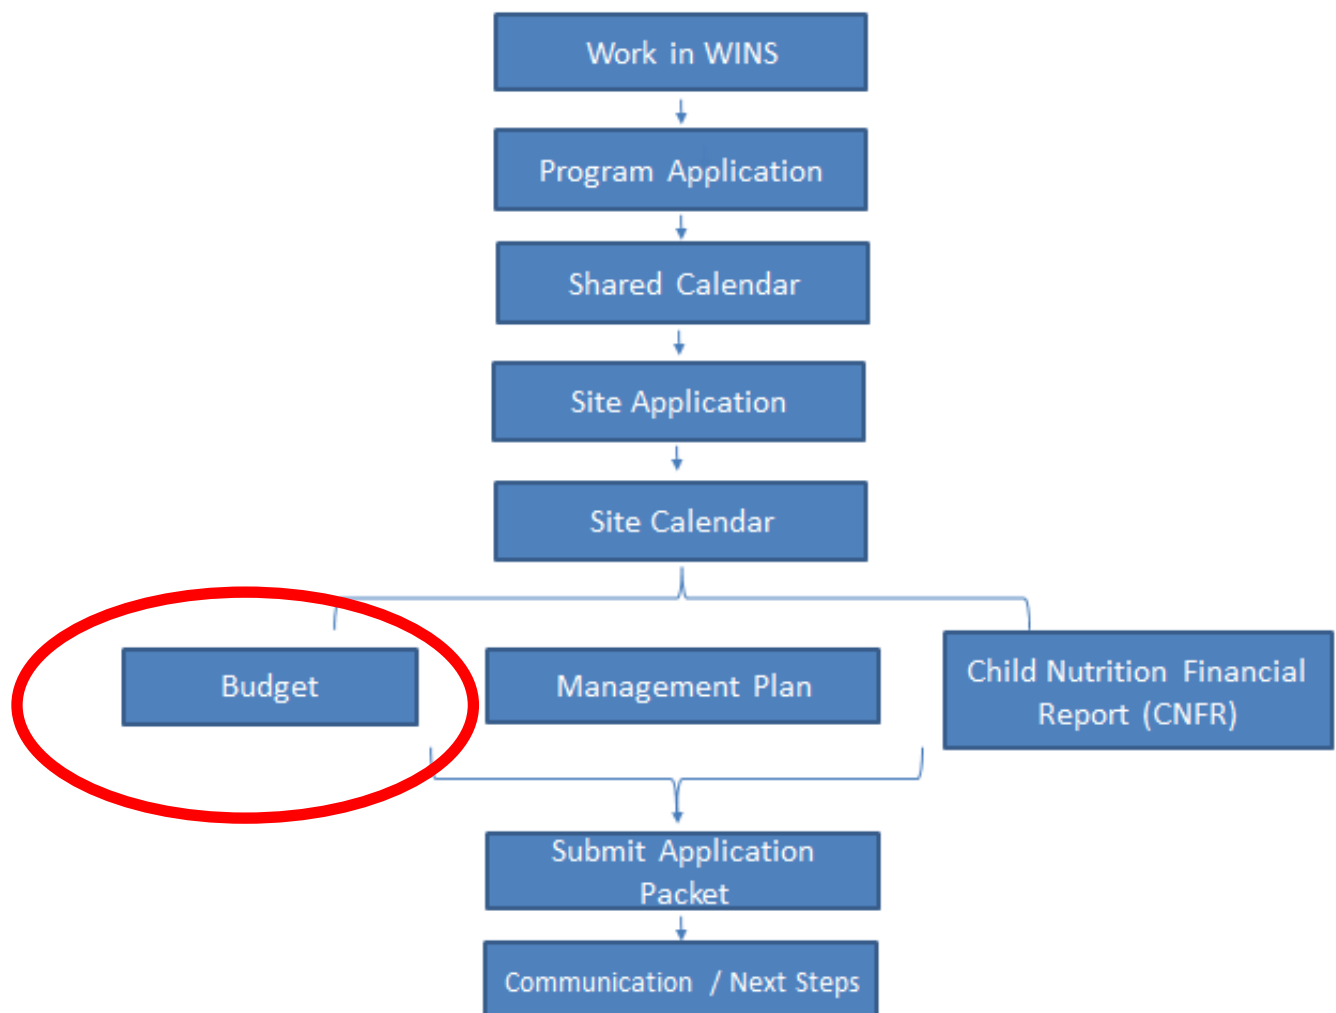 Work in WINS
Program Application
Shared Calendar
Site Application
Site Calendar
Budget
Management Plan
Child Nutrition Financial
Report (CNFR)
Submit Application
Packet
Communication / Next Steps